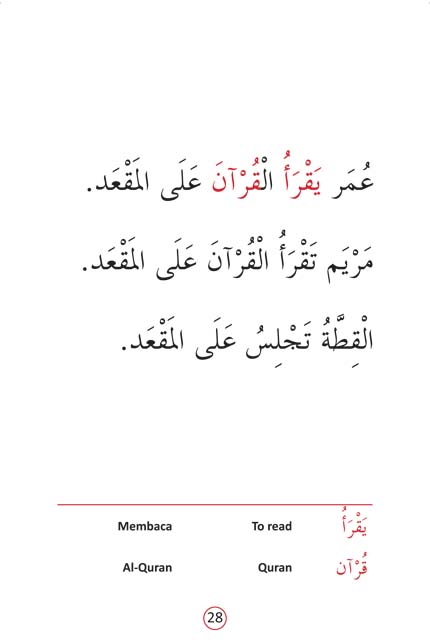 عُمَر يَقْرَأُ الْقُرْآنَ عَلَى المَقْعَد.
مَرْيَم تَقْرَأُ الْقُرْآنَ عَلَى المَقْعَد.
الْقِطَّةُ تَجْلِسُ عَلَى المَقْعَد.
يَقْرَأُ To read Membaca
قُرْآن Quran Al-Quran
28